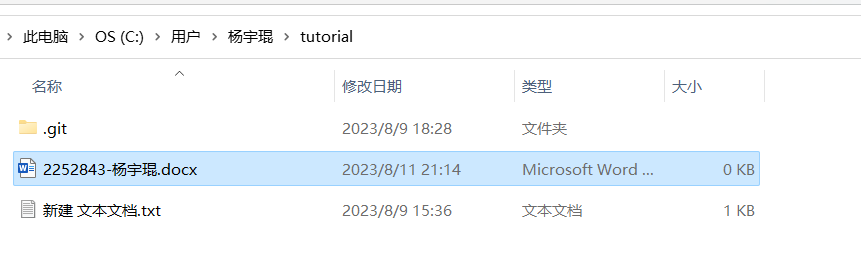 此电脑 > OS (C:) > 用户 > 杨宇琨 > tutorial
名称 修改日期 类型 大小
.git 2023/8/9 18:28 文件夹
2252843-杨宇琨.docx 2023/8/11 21:14 Microsoft Word ... 0 KB
新建 文本文档.txt 2023/8/9 15:36 文本文档 1 KB